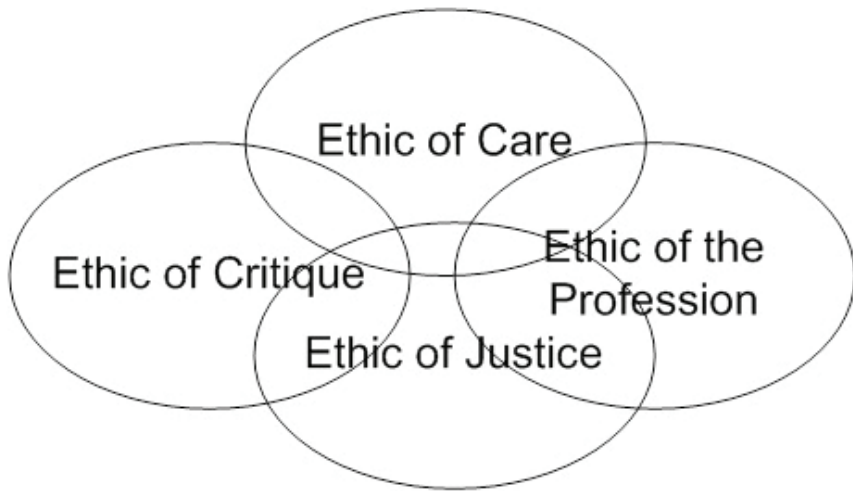 Ethic of Care
Ethic of Critique
Ethic of the
Profession
Ethic of Justice